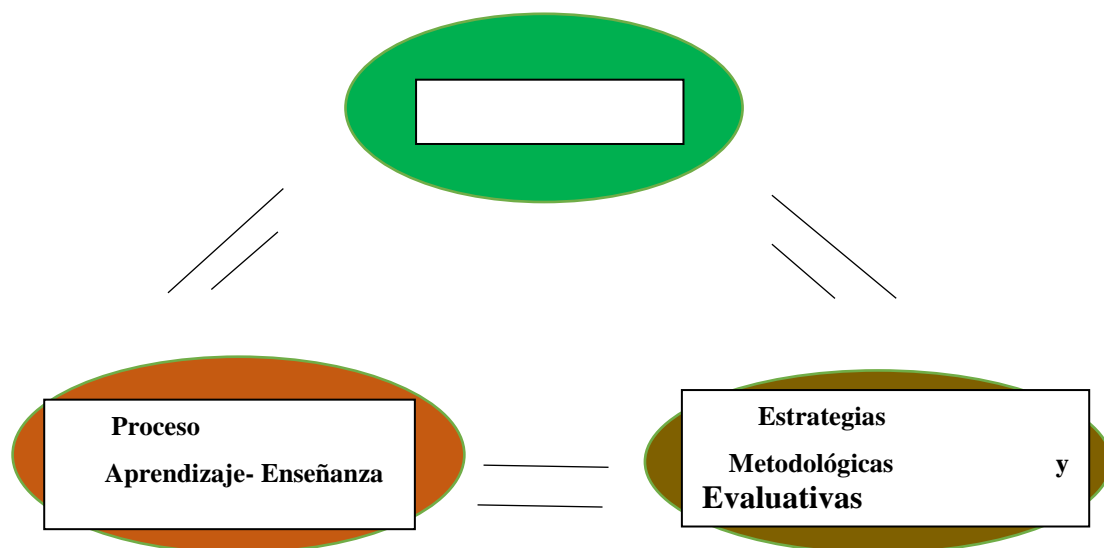 Proceso
Aprendizaje- Enseñanza
Estrategias
Metodológicas y
Evaluativas